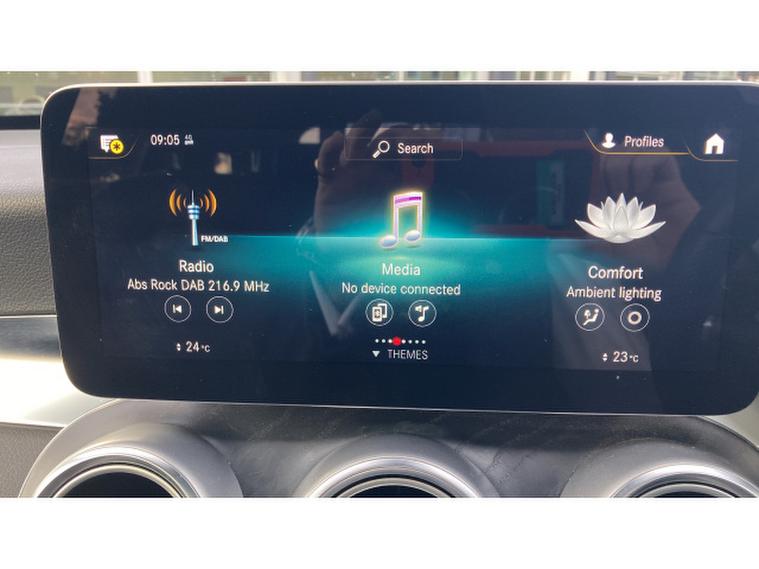 09:05 4G
Search
Profiles
FM/DAB
Radio
Abs Rock DAB 216.9 MHz
Media
No device connected
Comfort
Ambient lighting
24°C
THEMES
23°C